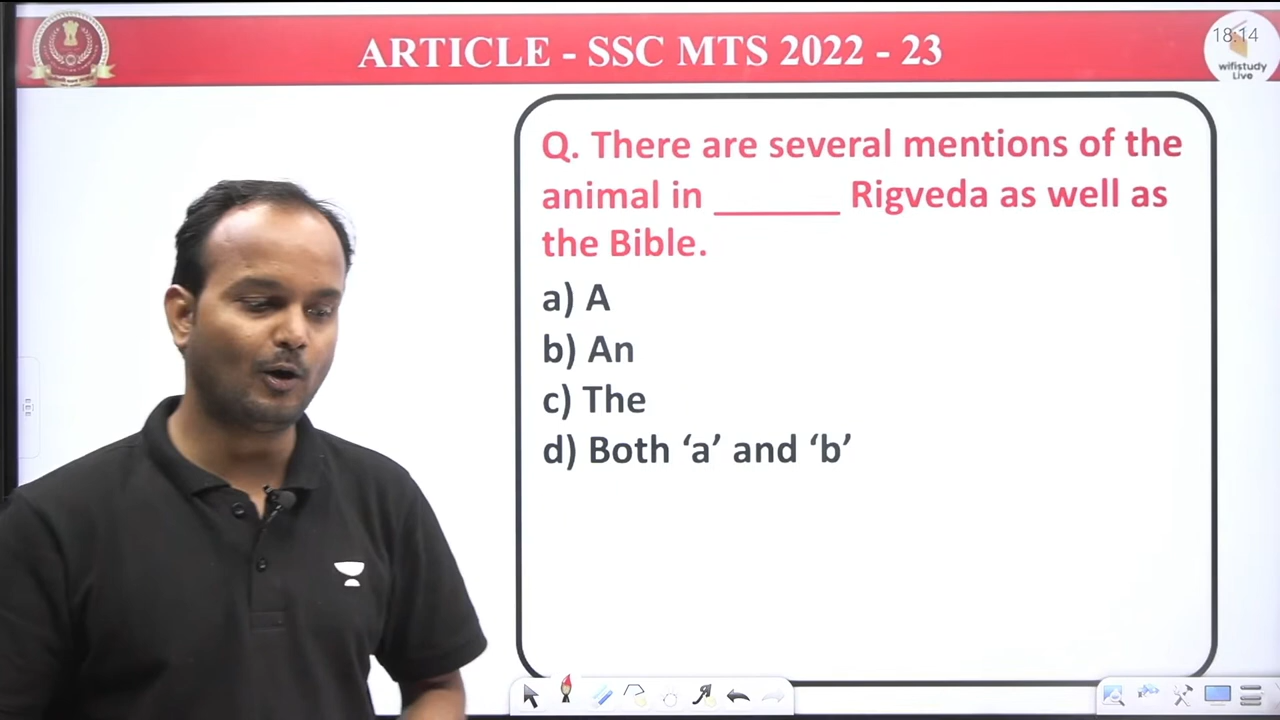 ARTICLE - SSC MTS 2022 - 23
18:14
wifistudy
Live
Q. There are several mentions of the
animal in ______ Rigveda as well as
the Bible.
a) A
b) An
c) The
d) Both ‘a’ and ‘b’